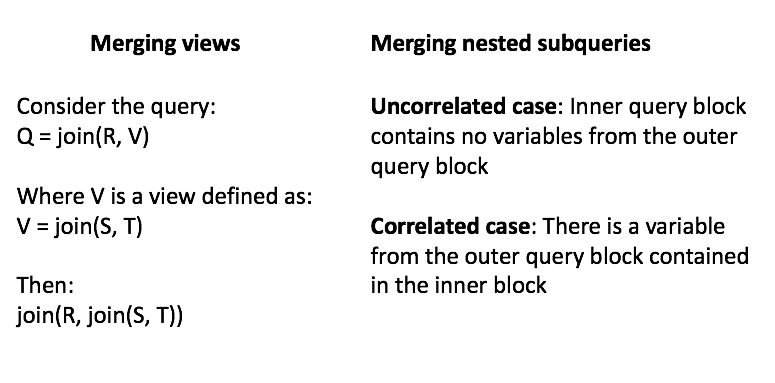 Merging views
Consider the query:
Q = join(R, V)
Where V is a view defined as:
V = join(S, T)
Then:
join(R, join(S, T))
Merging nested subqueries
Uncorrelated case: Inner query block
contains no variables from the outer
query block
Correlated case: There is a variable
from the outer query block contained
in the inner block